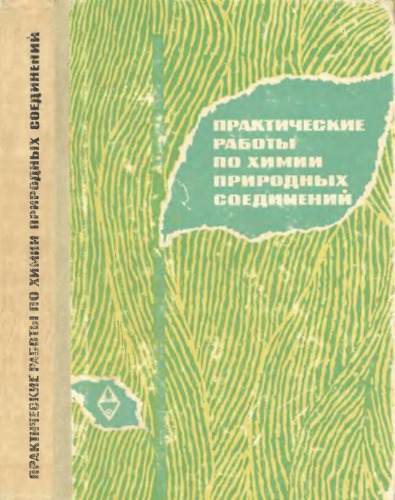 ПРАКТИЧЕСКИЕ РАБОТЫ ПО ХИМИИ ПРИРОДНЫХ СОЕДИНЕНИЙ
ПРАКТИЧЕСКИЕ
РАБОТЫ
ПО ХИМИИ
ПРИРОДНЫХ
СОЕДИНЕНИЙ